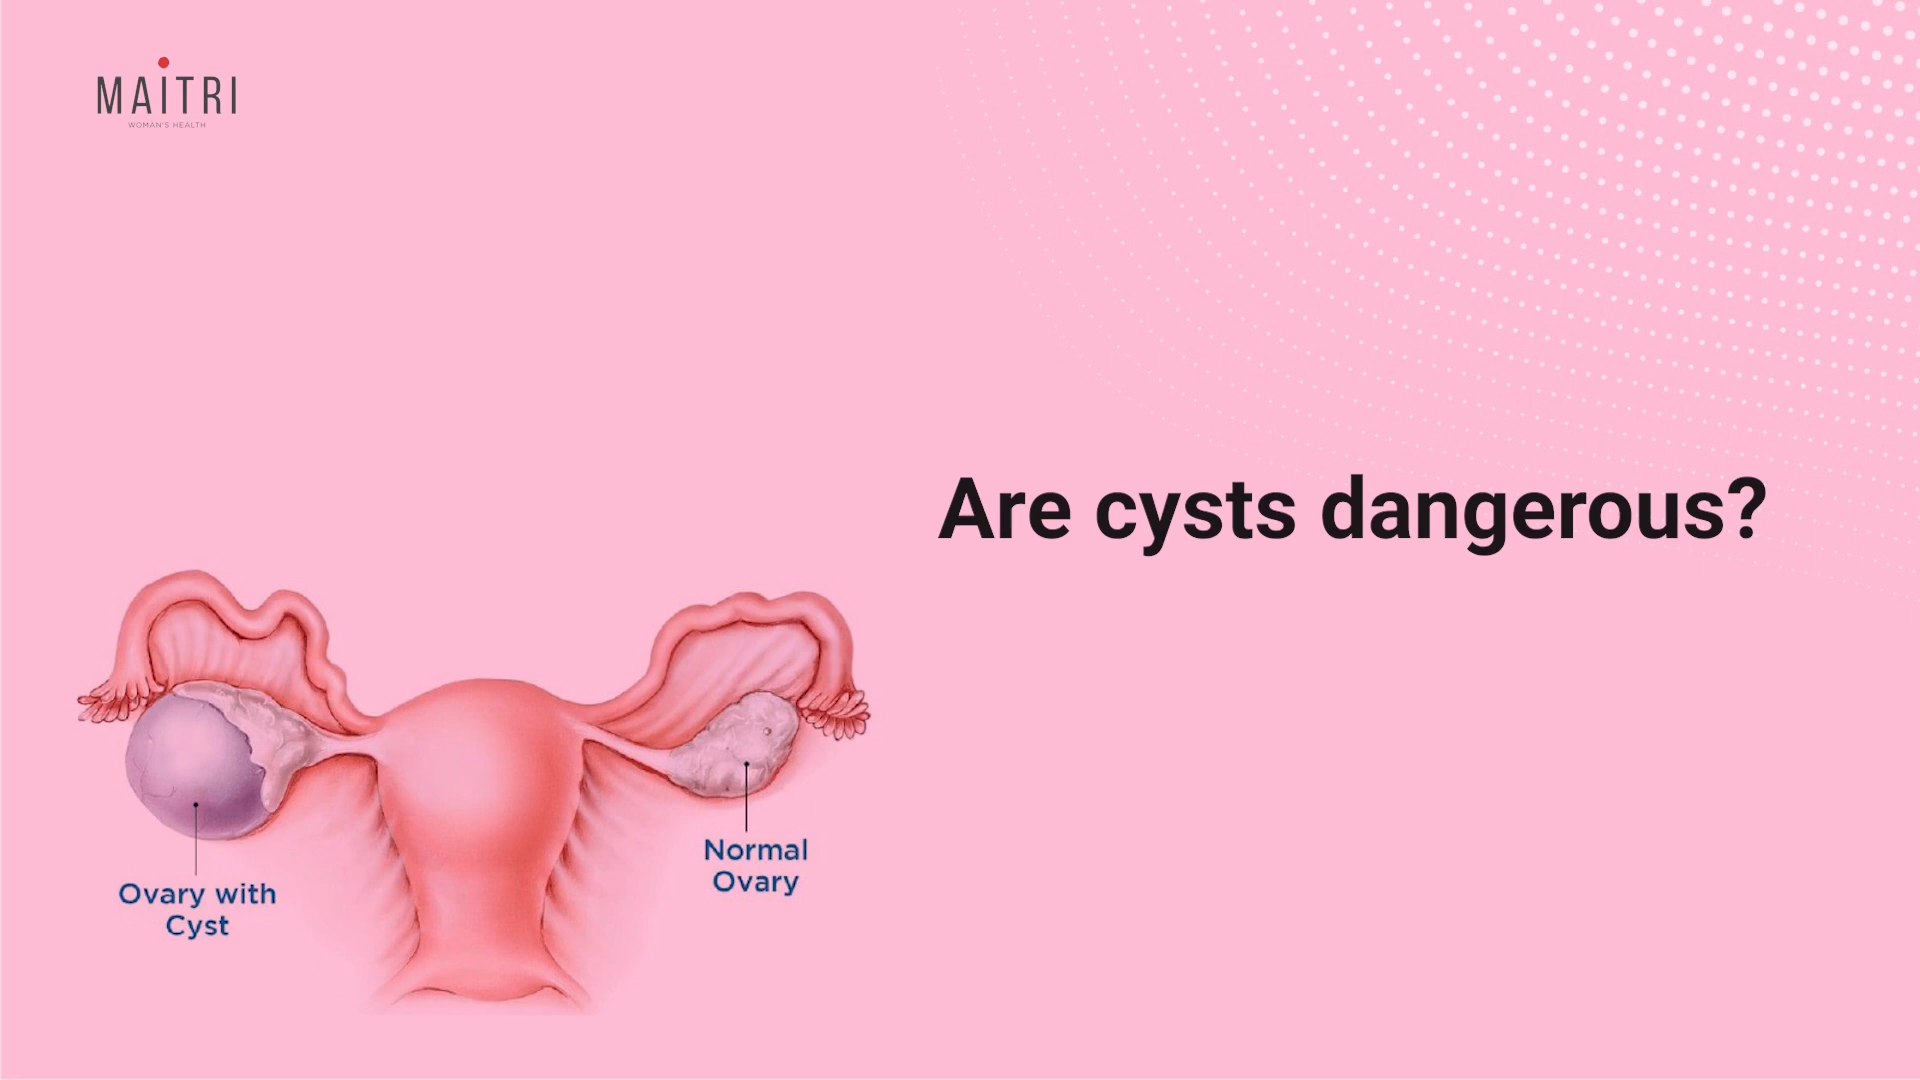 MAITRI
WOMAN'S HEALTH
Are cysts dangerous?
Normal
Ovary
Ovary with
Cyst